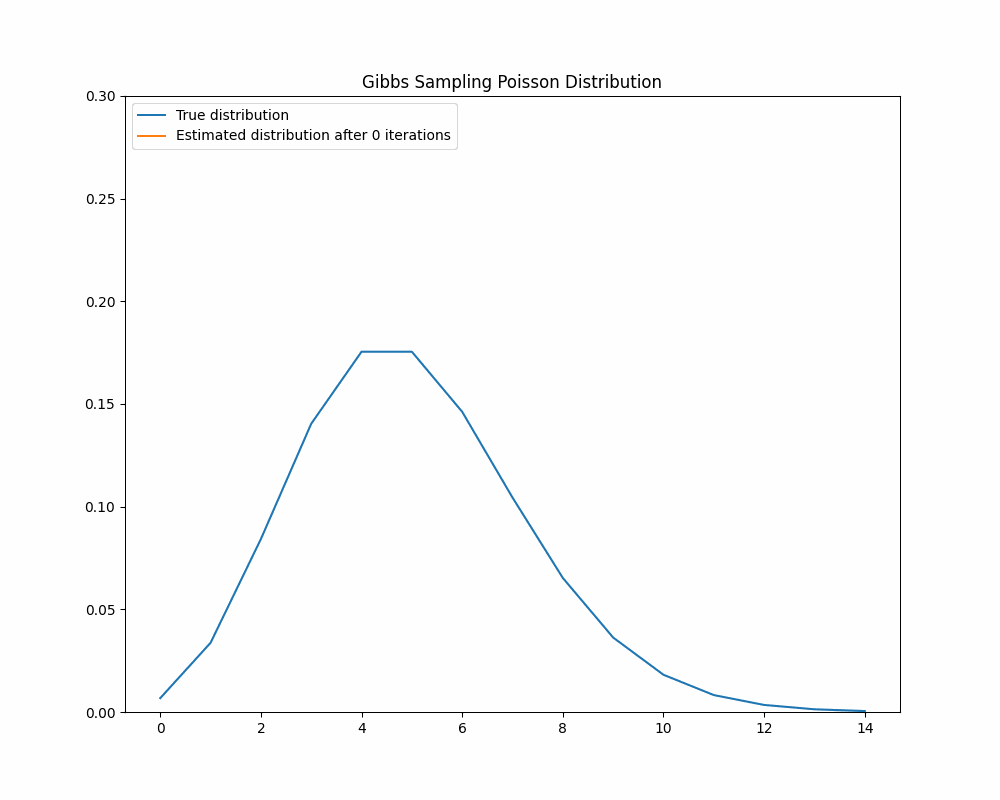 Gibbs Sampling Poisson Distribution
True distribution
Estimated distribution after 0 iterations
0.30
0.25
0.20
0.15
0.10
0.05
0.00
0 2 4 6 8 10 12 14